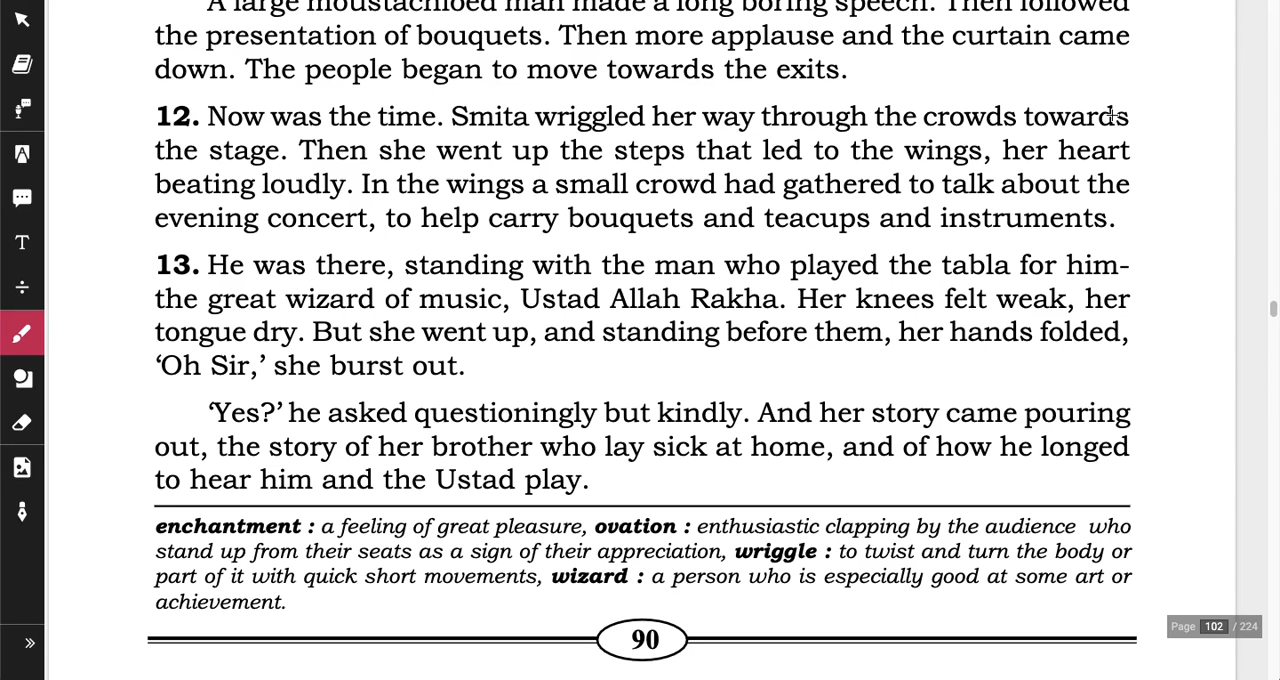 A large moustachioed man made a long boring speech. Then followed
the presentation of bouquets. Then more applause and the curtain came
down. The people began to move towards the exits.
12. Now was the time. Smita wriggled her way through the crowds towards
the stage. Then she went up the steps that led to the wings, her heart
beating loudly. In the wings a small crowd had gathered to talk about the
evening concert, to help carry bouquets and teacups and instruments.
13. He was there, standing with the man who played the tabla for him-
the great wizard of music, Ustad Allah Rakha. Her knees felt weak, her
tongue dry. But she went up, and standing before them, her hands folded,
‘Oh Sir,’ she burst out.
‘Yes?’ he asked questioningly but kindly. And her story came pouring
out, the story of her brother who lay sick at home, and of how he longed
to hear him and the Ustad play.
enchantment : a feeling of great pleasure, ovation : enthusiastic clapping by the audience who
stand up from their seats as a sign of their appreciation, wriggle : to twist and turn the body or
part of it with quick short movements, wizard : a person who is especially good at some art or
achievement.
90
Page 102 / 224